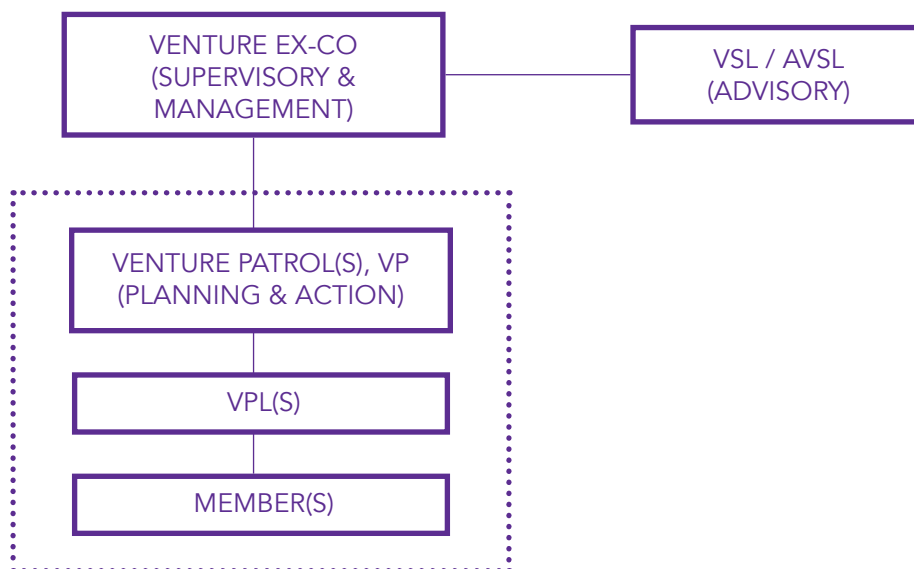 VENTURE EX-CO
(SUPERVISORY &
MANAGEMENT)
VSL / AVSL
(ADVISORY)
VENTURE PATROL(S), VP
(PLANNING & ACTION)
VPL(S)
MEMBER(S)